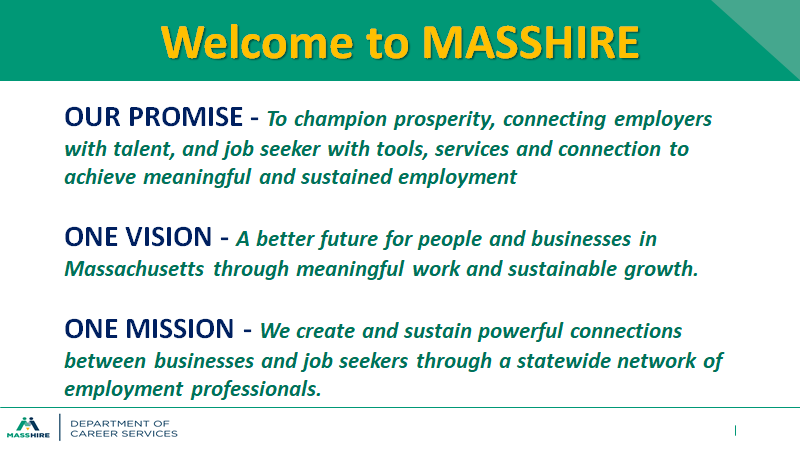 Welcome to MASSHIRE
OUR PROMISE - To champion prosperity, connecting employers
with talent, and job seeker with tools, services and connection to
achieve meaningful and sustained employment
ONE VISION - A better future for people and businesses in
Massachusetts through meaningful work and sustainable growth.
ONE MISSION - We create and sustain powerful connections
between businesses and job seekers through a statewide network of
employment professionals.
MASSHIRE
DEPARTMENT OF
CAREER SERVICES
|